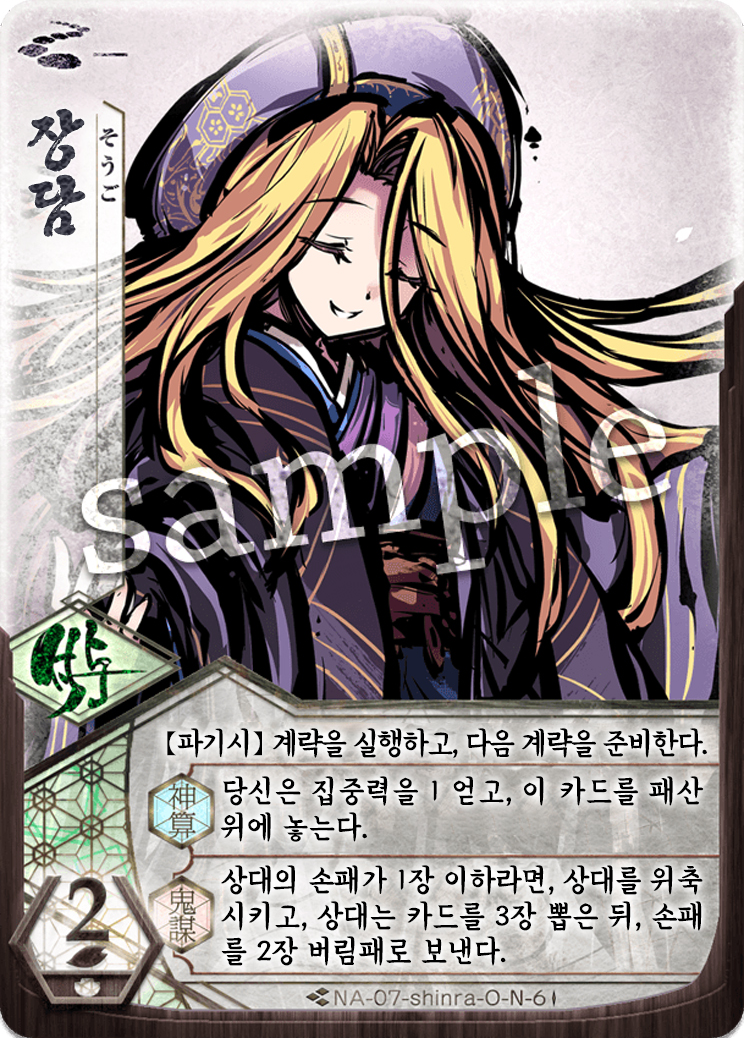 장담
そうご
sample
부여
【파기시】 계략을 실행하고, 다음 계략을 준비한다.
神算
당신은 집중력을 1 얻고, 이 카드를 패산
위에 놓는다.
鬼謀
상대의 손패가 1장 이하라면, 상대를 위축
시키고, 상대는 카드를 3장 뽑은 뒤, 손패
를 2장 버림패로 보낸다.
2
NA-07-shinra-O-N-6